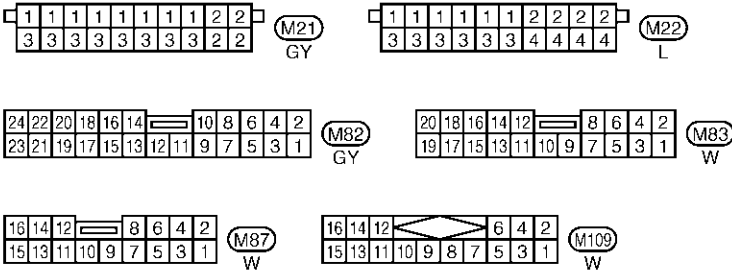 1 1 1 1 1 1 1 1 2 2
3 3 3 3 3 3 3 3 2 2
M21
GY
1 1 1 1 1 1 2 2 2 2
3 3 3 3 3 3 4 4 4 4
M22
L
24 22 20 18 16 14 10 8 6 4 2
23 21 19 17 15 13 12 11 9 7 5 3 1
M82
GY
20 18 16 14 12 8 6 4 2
19 17 15 13 11 10 9 7 5 3 1
M83
W
16 14 12 8 6 4 2
15 13 11 10 9 7 5 3 1
M87
W
16 14 12 6 4 2
15 13 11 10 9 8 7 5 3 1
M109
W